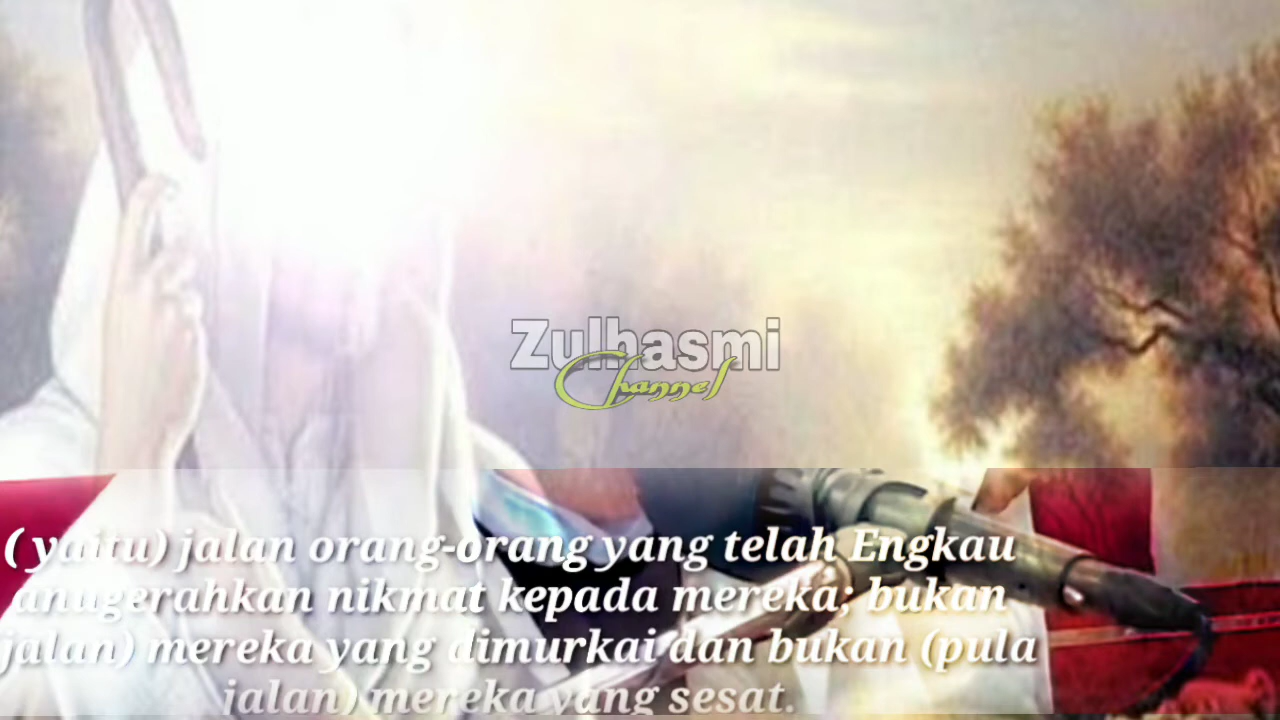 Zulhasmi
Channel
( yaitu) jalan orang-orang yang telah Engkau
anugerahkan nikmat kepada mereka; bukan
jalan) mereka yang dimurkai dan bukan (pula
jalan) mereka yang sesat.